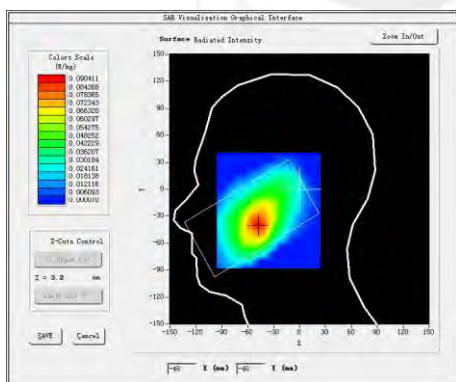 SAR Visualisation Graphical Interface
Surface Radiated Intensity
Zoom In/Out
Colors Scale
(W/kg)
0.090411
0.084388
0.078365
0.072343
0.066320
0.060297
0.054275
0.048252
0.042229
0.036207
0.030184
0.024161
0.018139
0.012116
0.006093
0.000070
Z-Cuts Control
Z = 3.2 mm
SAVE
Cancel
150
120
90
60
30
0
-30
-60
-90
-120
-150
Y
-150 -120 -90 -60 -30 0 30 60 90 120 150
X
-48 X (mm) -48 Y (mm)